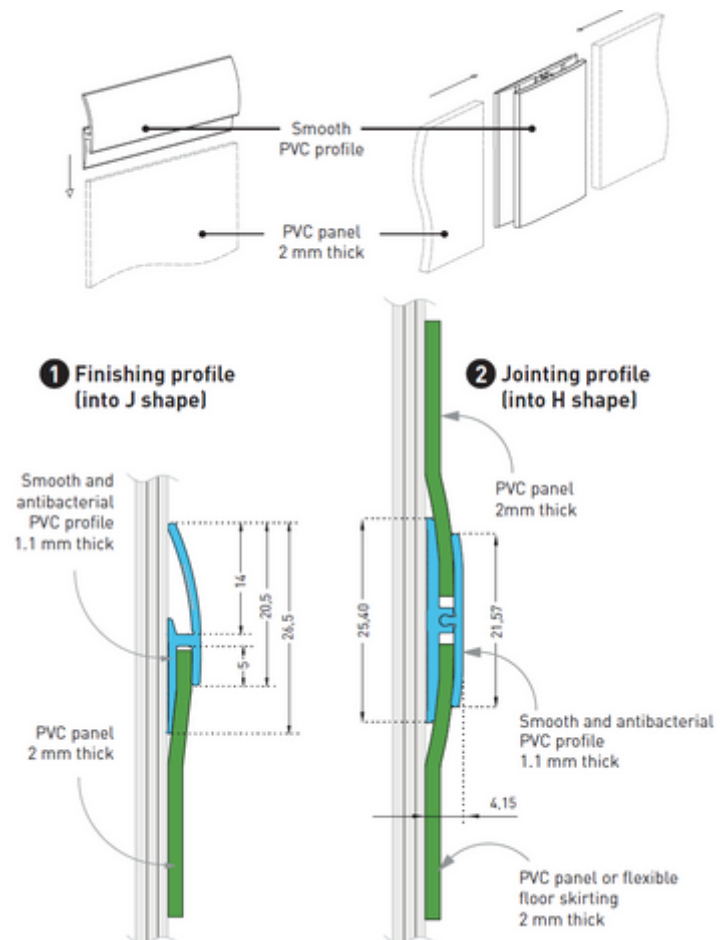 Smooth
PVC profile
PVC panel
2 mm thick
1 Finishing profile
(into J shape)
2 Jointing profile
(into H shape)
Smooth and
antibacterial
PVC profile
1.1 mm thick
PVC panel
2mm thick
14
20,5
26,5
5
25,40
21,57
PVC panel
2 mm thick
Smooth and antibacterial
PVC profile
1.1 mm thick
4,15
PVC panel or flexible
floor skirting
2 mm thick